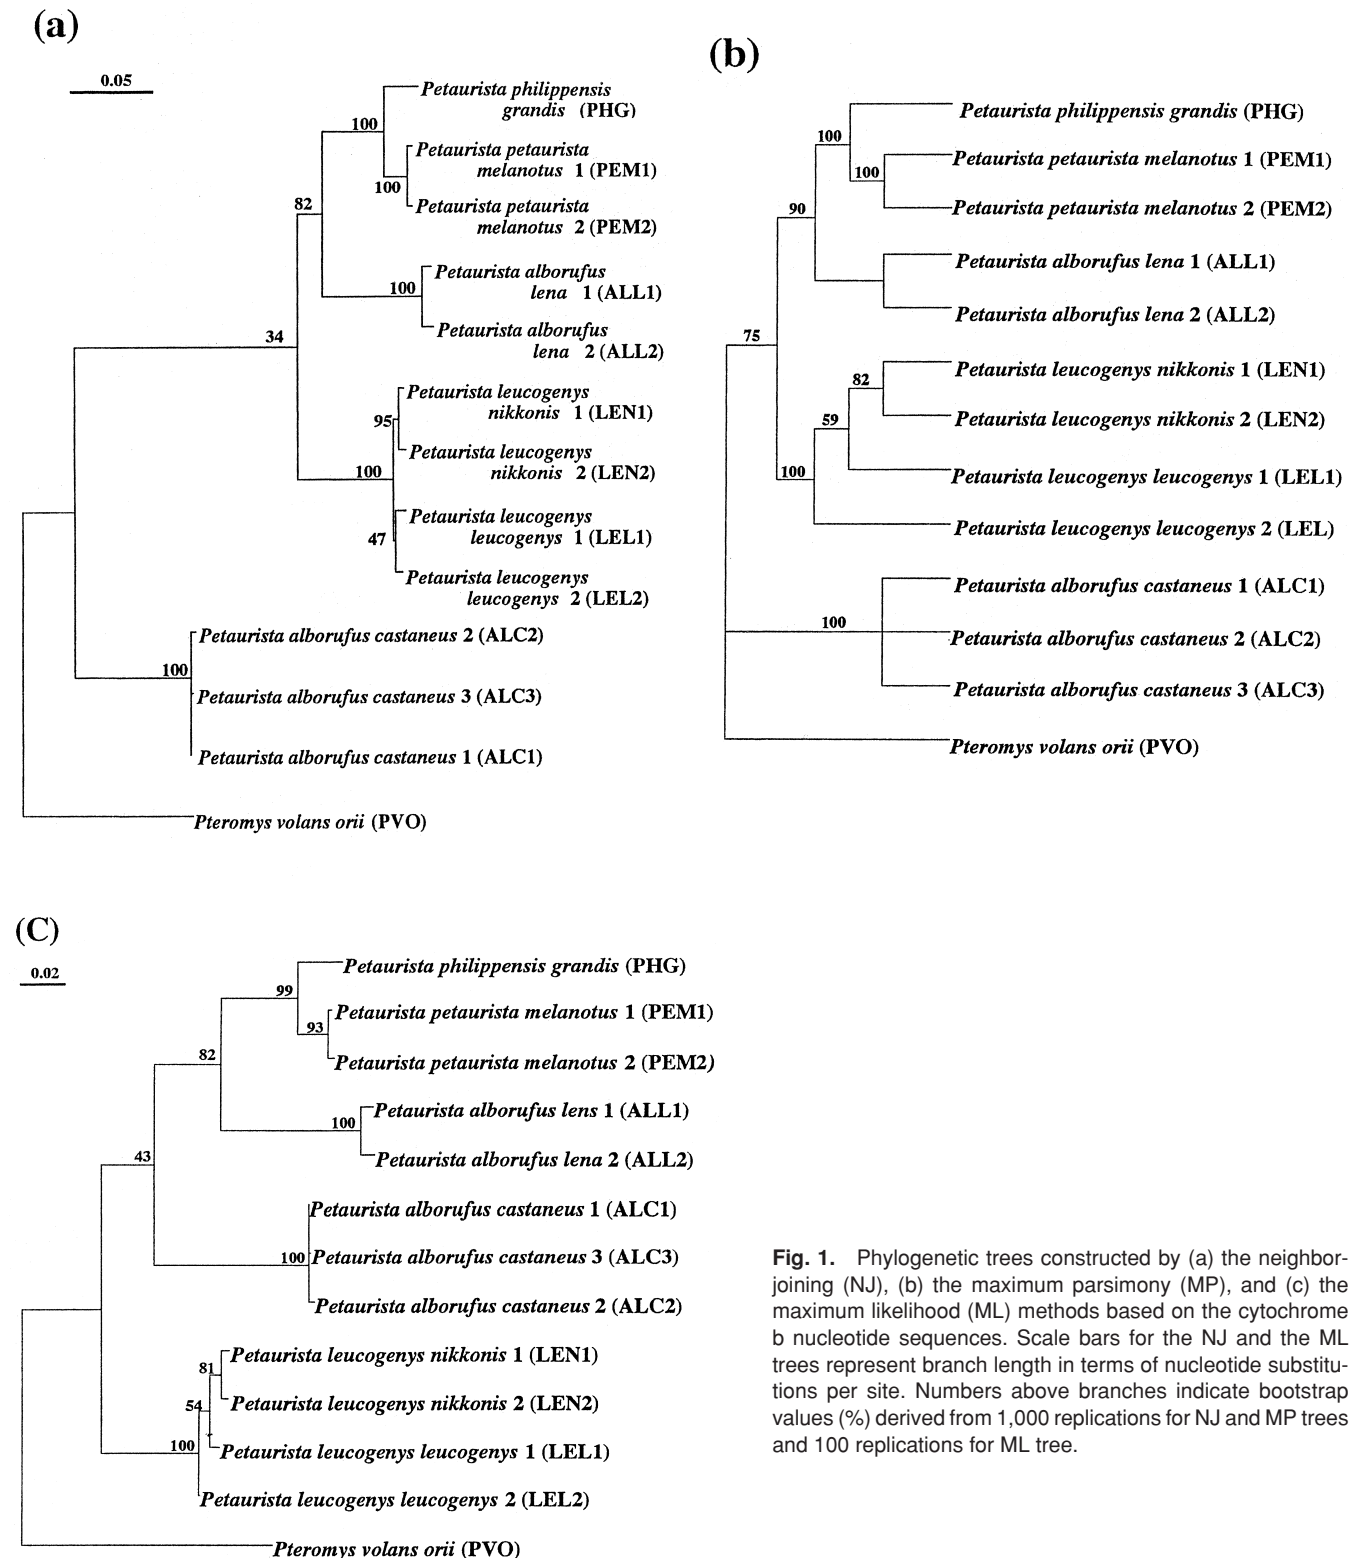 (a)
0.05
Petaurista philippensis
grandis (PHG)
100
Petaurista petaurista
melanotus 1 (PEM1)
100
Petaurista petaurista
melanotus 2 (PEM2)
82
Petaurista alborufus
lena 1 (ALL1)
100
Petaurista alborufus
lena 2 (ALL2)
34
Petaurista leucogenys
nikkonis 1 (LEN1)
95
Petaurista leucogenys
nikkonis 2 (LEN2)
100
Petaurista leucogenys
leucogenys 1 (LEL1)
47
Petaurista leucogenys
leucogenys 2 (LEL2)
Petaurista alborufus castaneus 2 (ALC2)
100
Petaurista alborufus castaneus 3 (ALC3)
Petaurista alborufus castaneus 1 (ALC1)
Pteromys volans orii (PVO)
(b)
Petaurista philippensis grandis (PHG)
100
Petaurista petaurista melanotus 1 (PEM1)
100
Petaurista petaurista melanotus 2 (PEM2)
90
Petaurista alborufus lena 1 (ALL1)
Petaurista alborufus lena 2 (ALL2)
75
Petaurista leucogenys nikkonis 1 (LEN1)
82
Petaurista leucogenys nikkonis 2 (LEN2)
59
Petaurista leucogenys leucogenys 1 (LEL1)
100
Petaurista leucogenys leucogenys 2 (LEL)
Petaurista alborufus castaneus 1 (ALC1)
100
Petaurista alborufus castaneus 2 (ALC2)
Petaurista alborufus castaneus 3 (ALC3)
Pteromys volans orii (PVO)
(C)
0.02
Petaurista philippensis grandis (PHG)
99
Petaurista petaurista melanotus 1 (PEM1)
93
Petaurista petaurista melanotus 2 (PEM2)
82
Petaurista alborufus lens 1 (ALL1)
100
Petaurista alborufus lena 2 (ALL2)
43
Petaurista alborufus castaneus 1 (ALC1)
100
Petaurista alborufus castaneus 3 (ALC3)
Petaurista alborufus castaneus 2 (ALC2)
Petaurista leucogenys nikkonis 1 (LEN1)
81
Petaurista leucogenys nikkonis 2 (LEN2)
54
Petaurista leucogenys leucogenys 1 (LEL1)
100
Petaurista leucogenys leucogenys 2 (LEL2)
Pteromys volans orii (PVO)
Fig. 1. Phylogenetic trees constructed by (a) the neighbor-
joining (NJ), (b) the maximum parsimony (MP), and (c) the
maximum likelihood (ML) methods based on the cytochrome
b nucleotide sequences. Scale bars for the NJ and the ML
trees represent branch length in terms of nucleotide substitu-
tions per site. Numbers above branches indicate bootstrap
values (%) derived from 1,000 replications for NJ and MP trees
and 100 replications for ML tree.